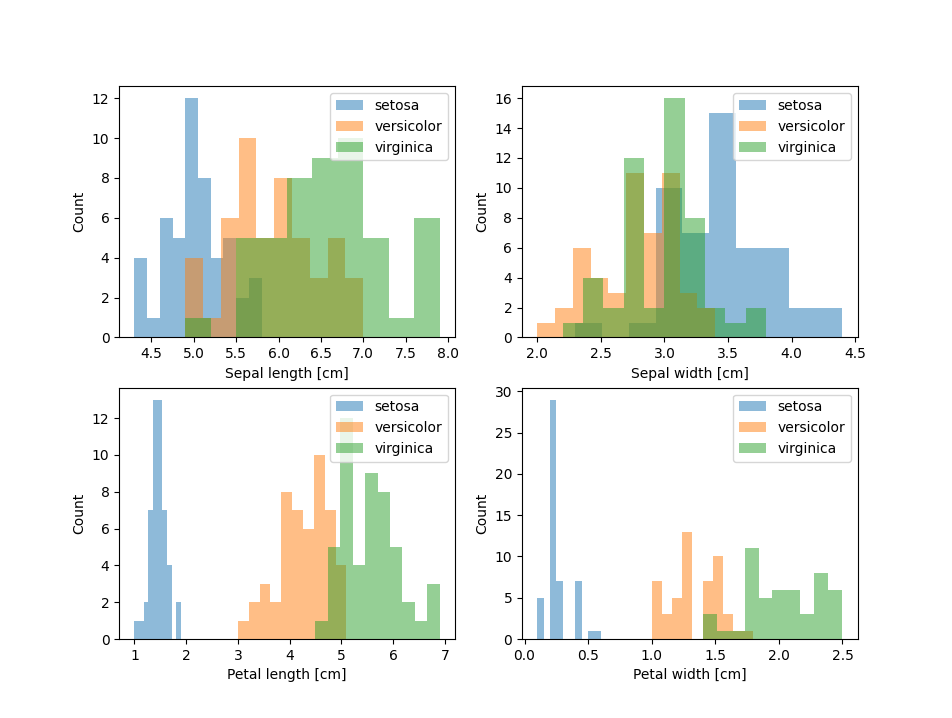 12
10
8
6
4
2
0
Count
4.5 5.0 5.5 6.0 6.5 7.0 7.5 8.0
Sepal length [cm]
setosa
versicolor
virginica
16
14
12
10
8
6
4
2
0
Count
2.0 2.5 3.0 3.5 4.0 4.5
Sepal width [cm]
setosa
versicolor
virginica
12
10
8
6
4
2
0
Count
1 2 3 4 5 6 7
Petal length [cm]
setosa
versicolor
virginica
30
25
20
15
10
5
0
Count
0.0 0.5 1.0 1.5 2.0 2.5
Petal width [cm]
setosa
versicolor
virginica